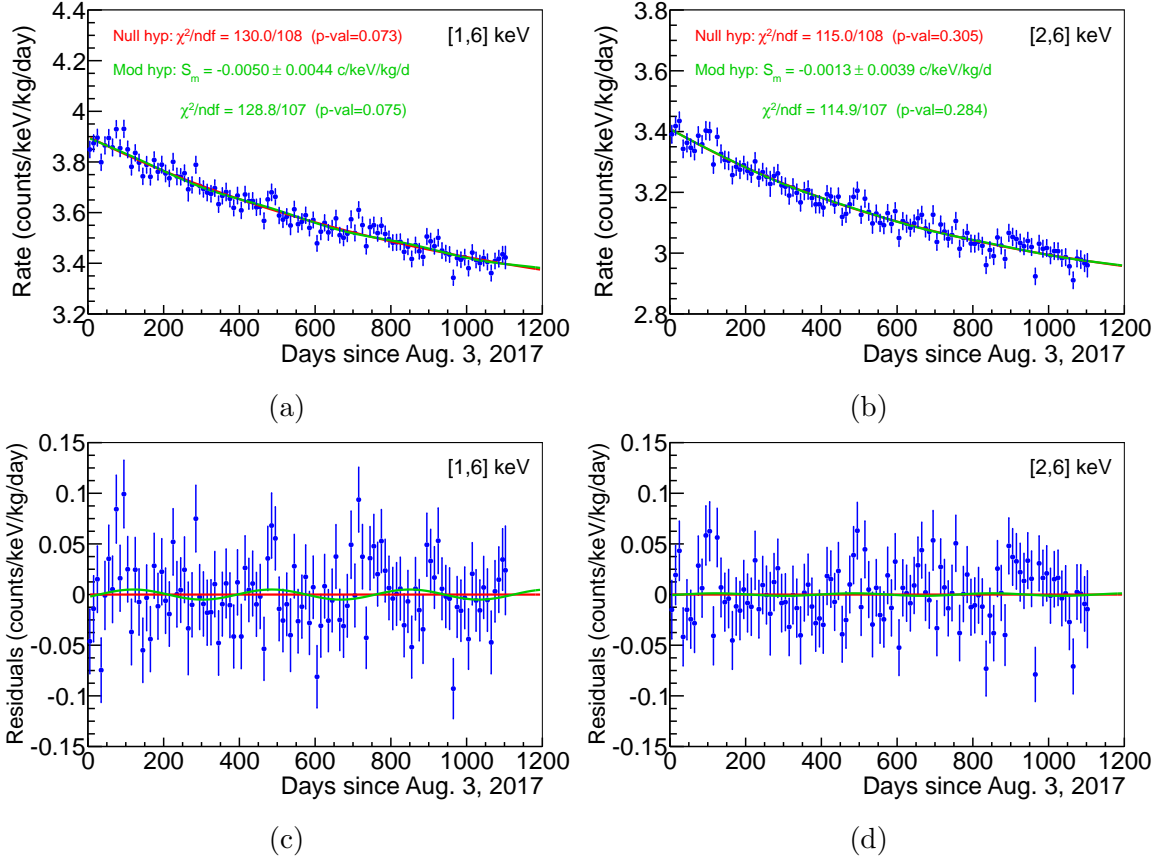 4.4
4.2
4
3.8
3.6
3.4
3.2
Rate (counts/keV/kg/day)
Null hyp: χ²/ndf = 130.0/108 (p-val=0.073)
[1,6] keV
Mod hyp: Sₘ = -0.0050 ± 0.0044 c/keV/kg/d
χ²/ndf = 128.8/107 (p-val=0.075)
0 200 400 600 800 1000 1200
Days since Aug. 3, 2017
(a)
3.8
3.6
3.4
3.2
3
2.8
Rate (counts/keV/kg/day)
Null hyp: χ²/ndf = 115.0/108 (p-val=0.305)
[2,6] keV
Mod hyp: Sₘ = -0.0013 ± 0.0039 c/keV/kg/d
χ²/ndf = 114.9/107 (p-val=0.284)
0 200 400 600 800 1000 1200
Days since Aug. 3, 2017
(b)
0.15
0.1
0.05
0
-0.05
-0.1
-0.15
Residuals (counts/keV/kg/day)
[1,6] keV
0 200 400 600 800 1000 1200
Days since Aug. 3, 2017
(c)
0.15
0.1
0.05
0
-0.05
-0.1
-0.15
Residuals (counts/keV/kg/day)
[2,6] keV
0 200 400 600 800 1000 1200
Days since Aug. 3, 2017
(d)